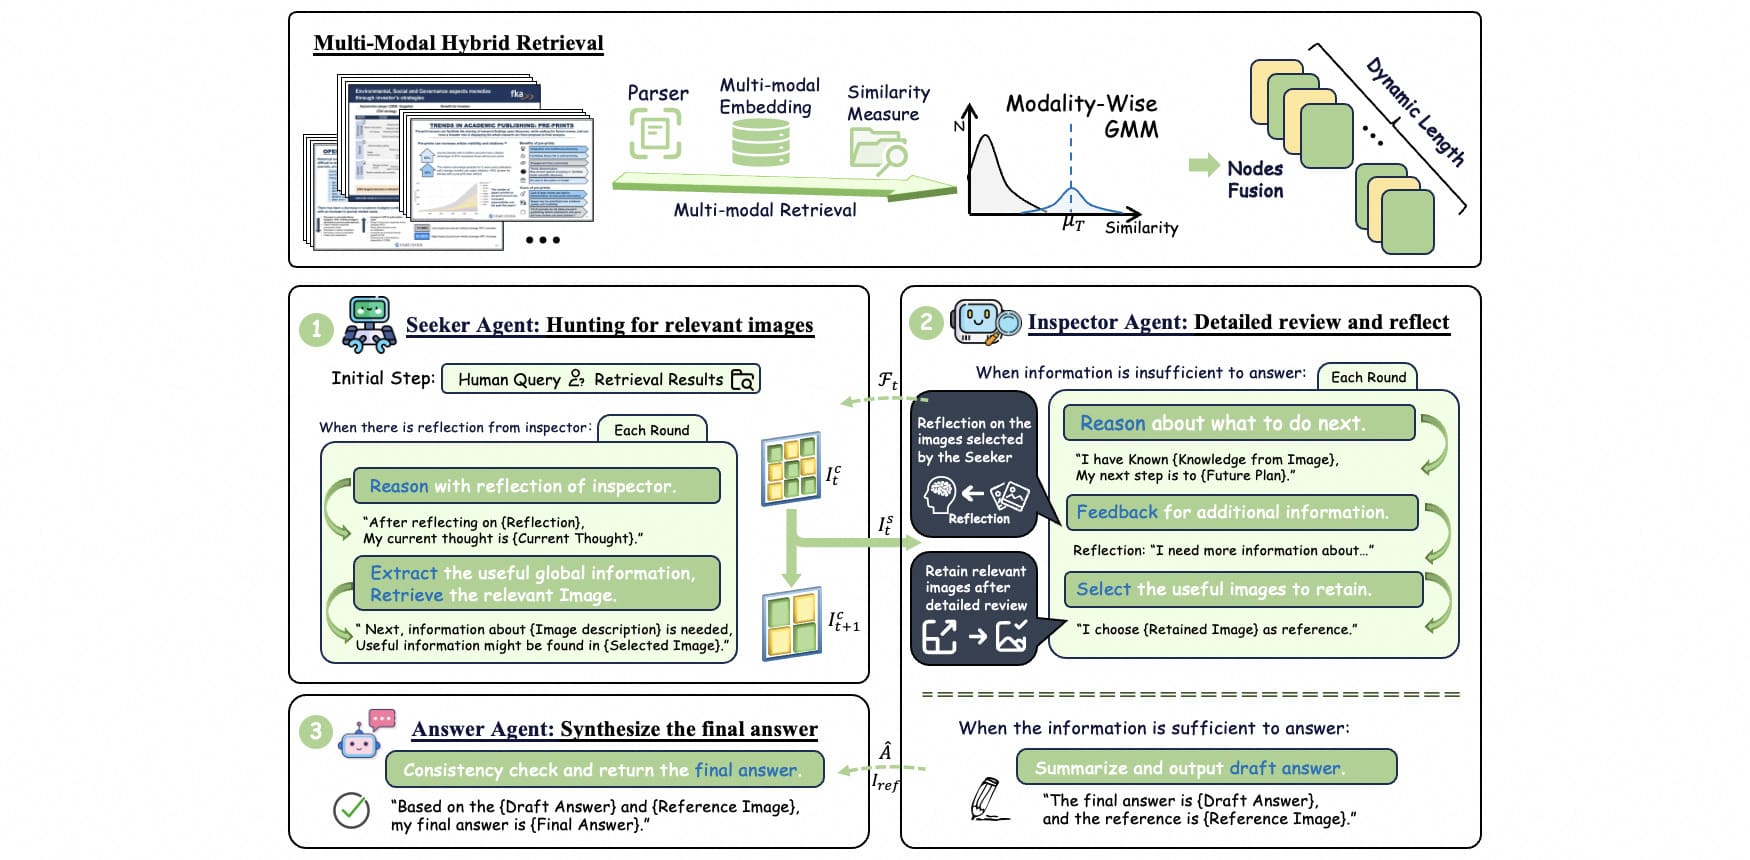 Multi-Modal Hybrid Retrieval
Environmental, Social and Governance aspects monetize
through investor's strategies
fka
TRENDS IN ACADEMIC PUBLISHING: PRE-PRINTS
Parser
Multi-modal
Embedding
Similarity
Measure
Multi-modal Retrieval
N
Modality-Wise
GMM
μT
Similarity
Nodes
Fusion
Dynamic Length
1
Seeker Agent: Hunting for relevant images
Initial Step:
Human Query
Retrieval Results
When there is reflection from inspector:
Each Round
Reason with reflection of inspector.
“After reflecting on {Reflection},
My current thought is {Current Thought}.”
Extract the useful global information,
Retrieve the relevant Image.
“ Next, information about {Image description} is needed,
Useful information might be found in {Selected Image}.”
I_t^c
I_{t+1}^c
F_t
I_t^s
2
Inspector Agent: Detailed review and reflect
When information is insufficient to answer:
Each Round
Reflection on the
images selected
by the Seeker
Reflection
Retain relevant
images after
detailed review
Reason about what to do next.
“I have Known {Knowledge from Image},
My next step is to {Future Plan}.”
Feedback for additional information.
Reflection: “I need more information about…”
Select the useful images to retain.
“I choose {Retained Image} as reference.”
When the information is sufficient to answer:
Summarize and output draft answer.
“The final answer is {Draft Answer},
and the reference is {Reference Image}.”
Â
I_ref
3
Answer Agent: Synthesize the final answer
Consistency check and return the final answer.
“Based on the {Draft Answer} and {Reference Image},
my final answer is {Final Answer}.”